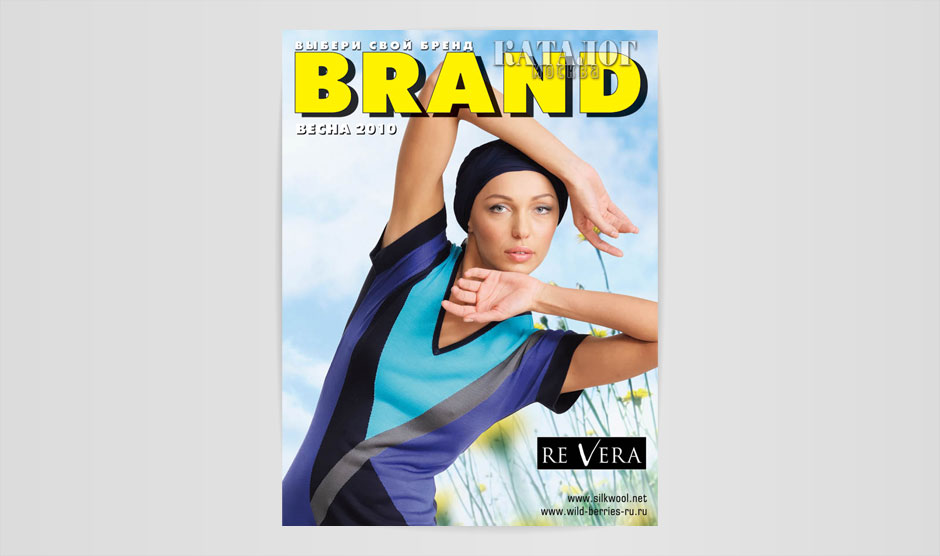 ВЫБЕРИ СВОЙ БРЕНД
КАТАЛОГ
МОСКВА
BRAND
ВЕСНА 2010
RE VERA
www.silkwool.net
www.wild-berries-ru.ru